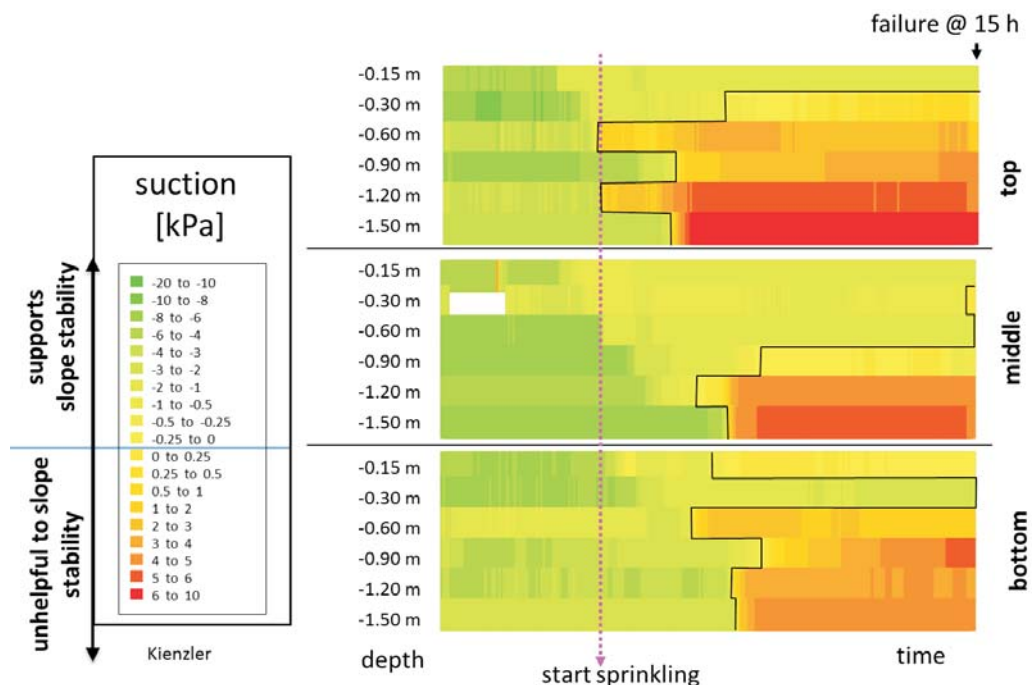 failure @ 15 h
-0.15 m
-0.30 m
-0.60 m
-0.90 m
-1.20 m
-1.50 m
top
-0.15 m
-0.30 m
-0.60 m
-0.90 m
-1.20 m
-1.50 m
middle
-0.15 m
-0.30 m
-0.60 m
-0.90 m
-1.20 m
-1.50 m
bottom
depth
start sprinkling
time
suction
[kPa]
-20 to -10
-10 to -8
-8 to -6
-6 to -4
-4 to -3
-3 to -2
-2 to -1
-1 to -0.5
-0.5 to -0.25
-0.25 to 0
0 to 0.25
0.25 to 0.5
0.5 to 1
1 to 2
2 to 3
3 to 4
4 to 5
5 to 6
6 to 10
supports
slope stability
unhelpful to slope
stability
Kienzler